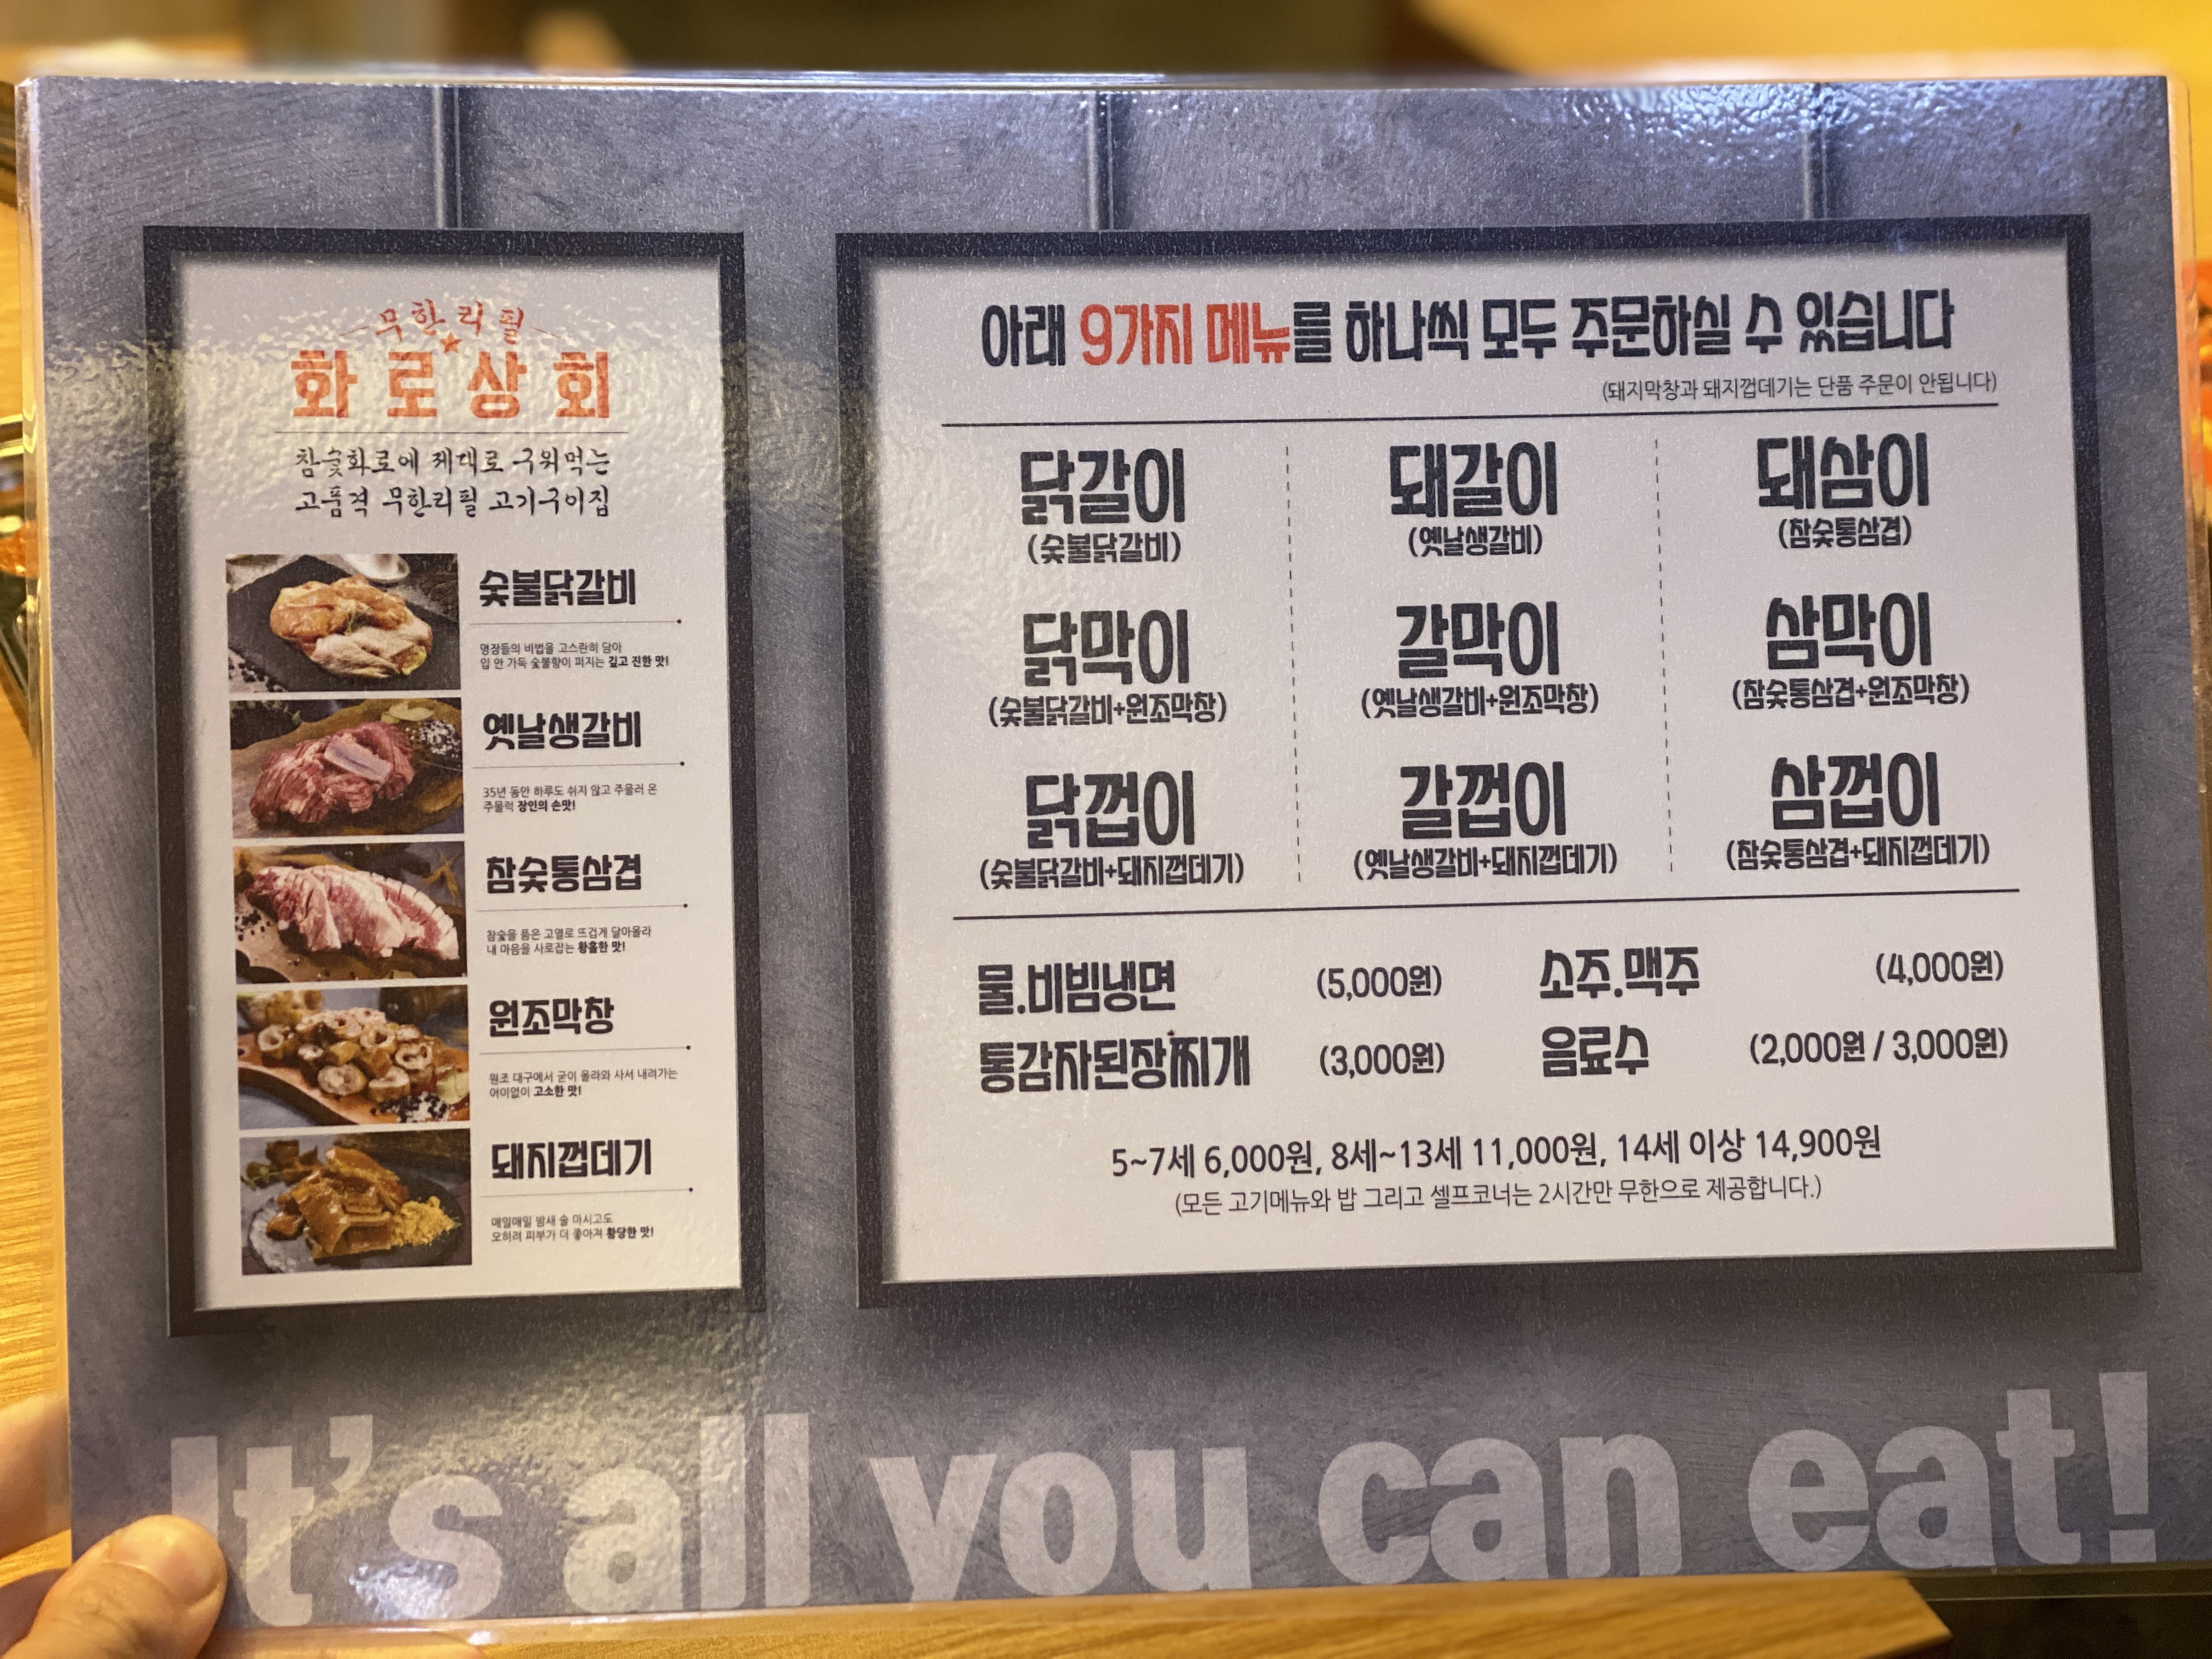 무한리필
화로상회
참숯화로에 제대로 구워먹는
고품격 무한리필 고기구이집
숯불닭갈비
명장들의 비법을 고스란히 담아
입 안 가득 숯불향이 퍼지는 깊고 진한 맛!
옛날생갈비
35년 동안 하루도 쉬지 않고 주물러 온
주물럭 장인의 손맛!
참숯통삼겹
참숯을 품은 고열로 뜨겁게 달아올라
내 마음을 사로잡는 황홀한 맛!
원조막창
원조 대구에서 굳이 올라와 사서 내려가는
어이없이 고소한 맛!
돼지껍데기
매일매일 밤새 술 마시고도
오히려 피부가 더 좋아져 황당한 맛!
아래 9가지 메뉴를 하나씩 모두 주문하실 수 있습니다
(돼지막창과 돼지껍데기는 단품 주문이 안됩니다)
닭갈이 돼갈이 돼삼이
(숯불닭갈비) (옛날생갈비) (참숯통삼겹)
닭막이 갈막이 삼막이
(숯불닭갈비+원조막창) (옛날생갈비+원조막창) (참숯통삼겹+원조막창)
닭껍이 갈껍이 삼껍이
(숯불닭갈비+돼지껍데기) (옛날생갈비+돼지껍데기) (참숯통삼겹+돼지껍데기)
물.비빔냉면 (5,000원) 소주.맥주 (4,000원)
통감자된장찌개 (3,000원) 음료수 (2,000원 / 3,000원)
5~7세 6,000원, 8세~13세 11,000원, 14세 이상 14,900원
(모든 고기메뉴와 밥 그리고 셀프코너는 2시간만 무한으로 제공합니다.)
It's all you can eat!